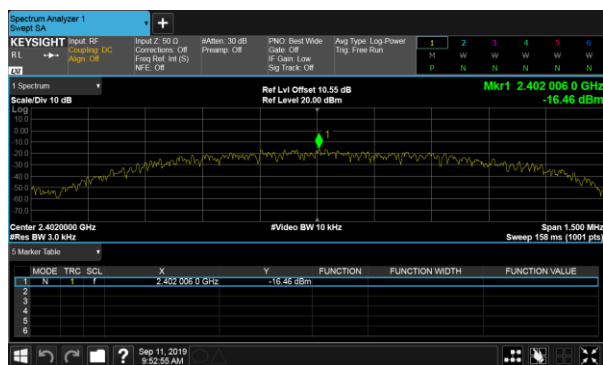 Spectrum Analyzer 1
Swept SA
+
KEYSIGHT Input: RF Input Z: 50 Ω #Atten: 30 dB PNO: Best Wide Avg Type: Log-Power 1 2 3 4 5 6
RL Coupling: DC Corrections: Off Preamp: Off Gate: Off Trig: Free Run M W W W W W
Align: Off Freq Ref: Int (S) IF Gain: Low
LXI NFE: Off Sig Track: Off P N N N N N
1 Spectrum Ref Lvl Offset 10.55 dB Mkr1 2.402 006 0 GHz
Scale/Div 10 dB Ref Level 20.00 dBm -16.46 dBm
Log
10.0
0.00
-10.0
-20.0
-30.0
-40.0
-50.0
-60.0
-70.0
1
Center 2.4020000 GHz #Video BW 10 kHz Span 1.500 MHz
#Res BW 3.0 kHz Sweep 158 ms (1001 pts)
5 Marker Table
MODE TRC SCL X Y FUNCTION FUNCTION WIDTH FUNCTION VALUE
1 N 1 f 2.402 006 0 GHz -16.46 dBm
2
3
4
5
6
? Sep 11, 2019
9:52:55 AM